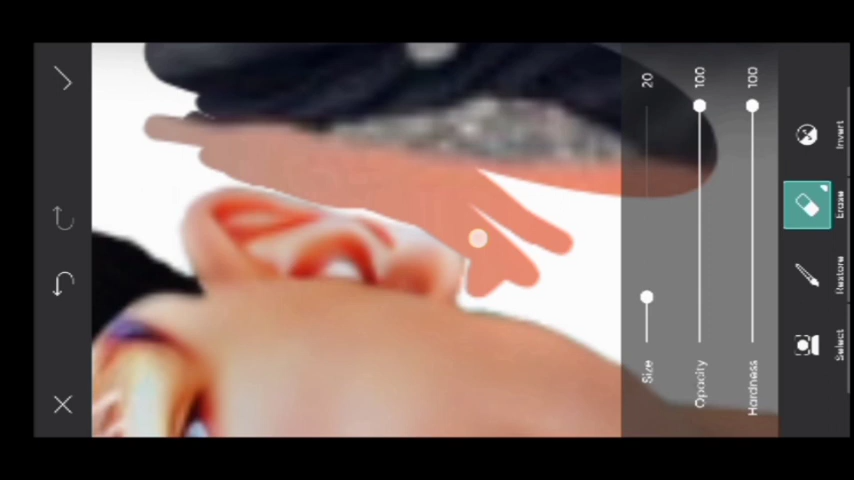 20
100
100
Size
Opacity
Hardness
Invert
Erase
Restore
Select